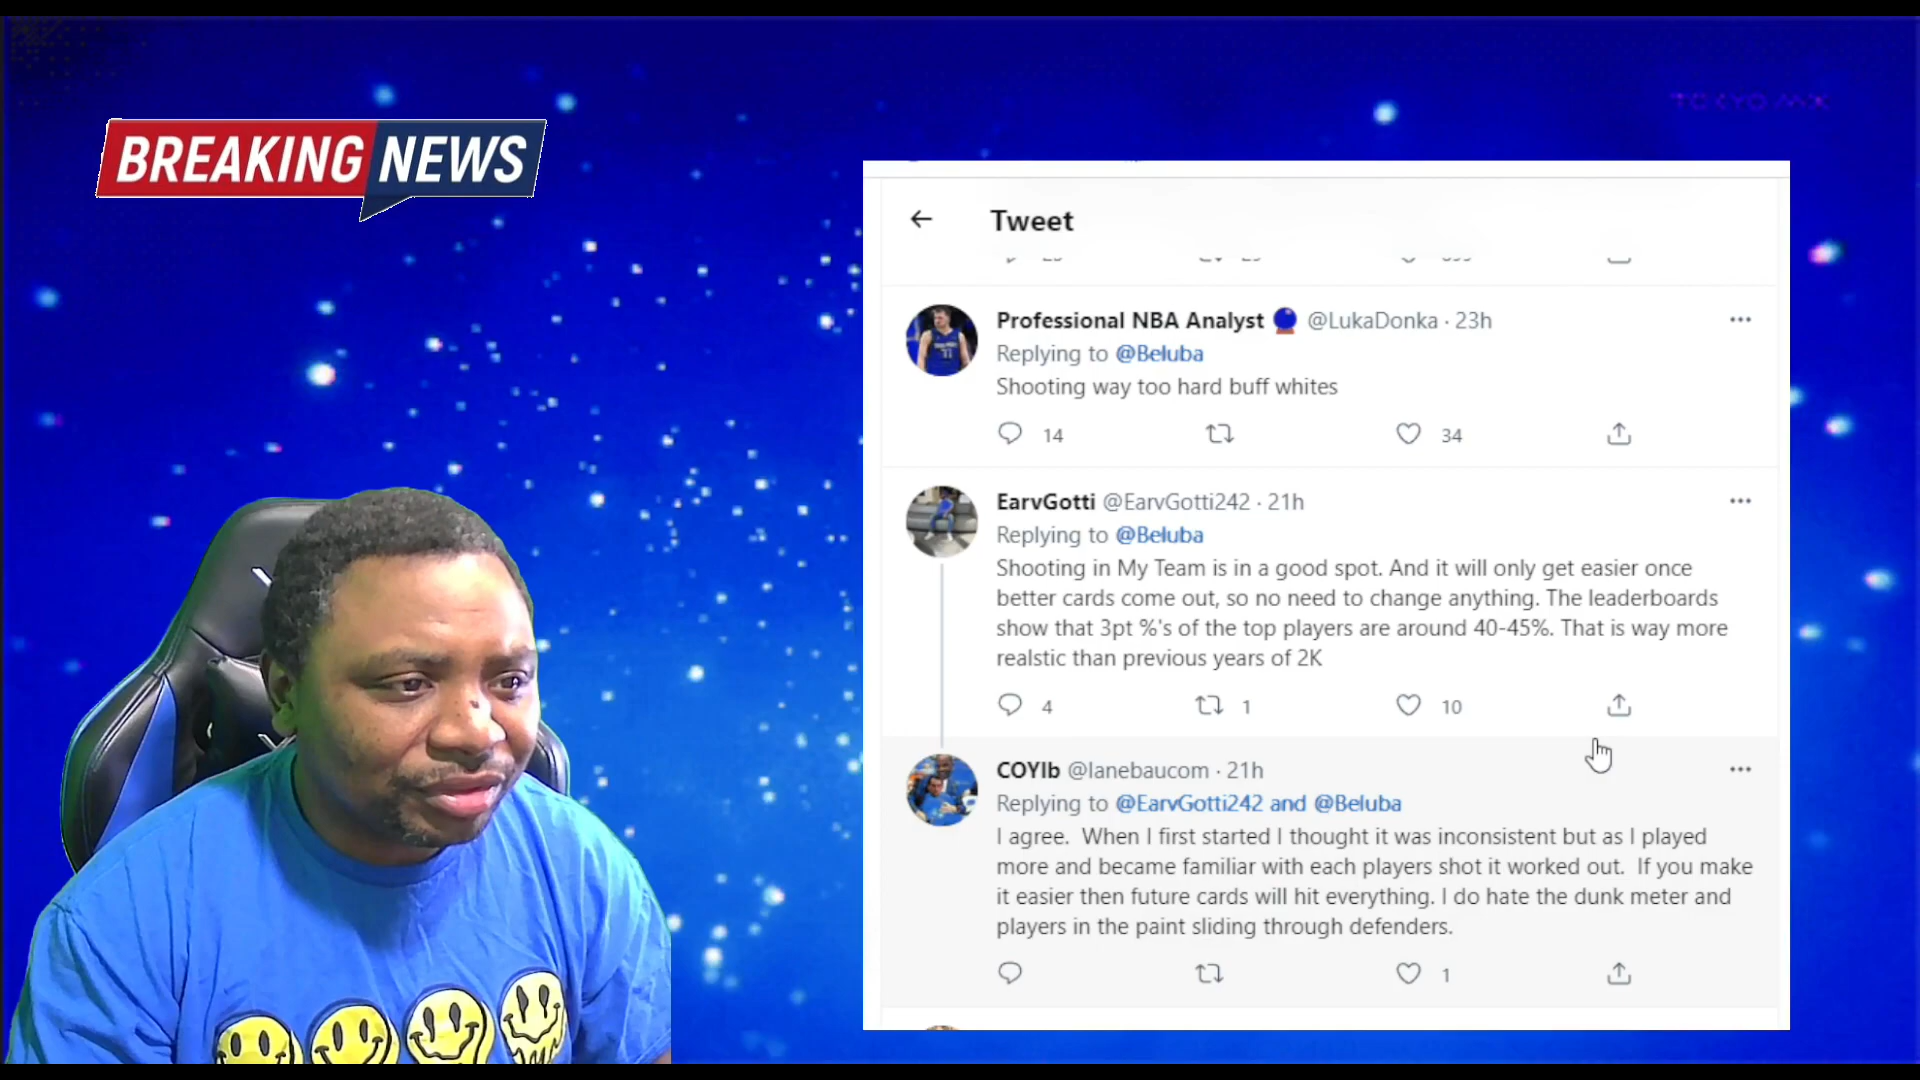 TOKYO MX
BREAKING NEWS
Tweet
Professional NBA Analyst @LukaDonka · 23h
Replying to @Beluba
Shooting way too hard buff whites
14 34
EarvGotti @EarvGotti242 · 21h
Replying to @Beluba
Shooting in My Team is in a good spot. And it will only get easier once
better cards come out, so no need to change anything. The leaderboards
show that 3pt %'s of the top players are around 40-45%. That is way more
realstic than previous years of 2K
4 1 10
COYIb @lanebaucom · 21h
Replying to @EarvGotti242 and @Beluba
I agree. When I first started I thought it was inconsistent but as I played
more and became familiar with each players shot it worked out. If you make
it easier then future cards will hit everything. I do hate the dunk meter and
players in the paint sliding through defenders.
1